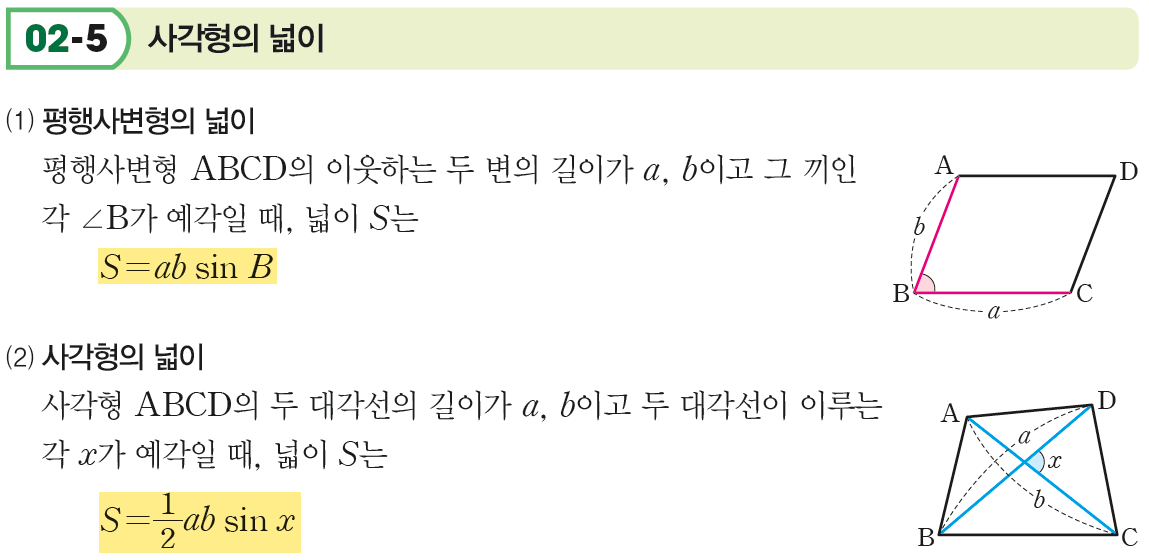 02-5 사각형의 넓이
(1) 평행사변형의 넓이
평행사변형 ABCD의 이웃하는 두 변의 길이가 a, b이고 그 끼인
각 ∠B가 예각일 때, 넓이 S는
S=ab sin B
A
D
b
B
C
a
(2) 사각형의 넓이
사각형 ABCD의 두 대각선의 길이가 a, b이고 두 대각선이 이루는
각 x가 예각일 때, 넓이 S는
S=1/2ab sin x
A
D
a
x
b
B
C